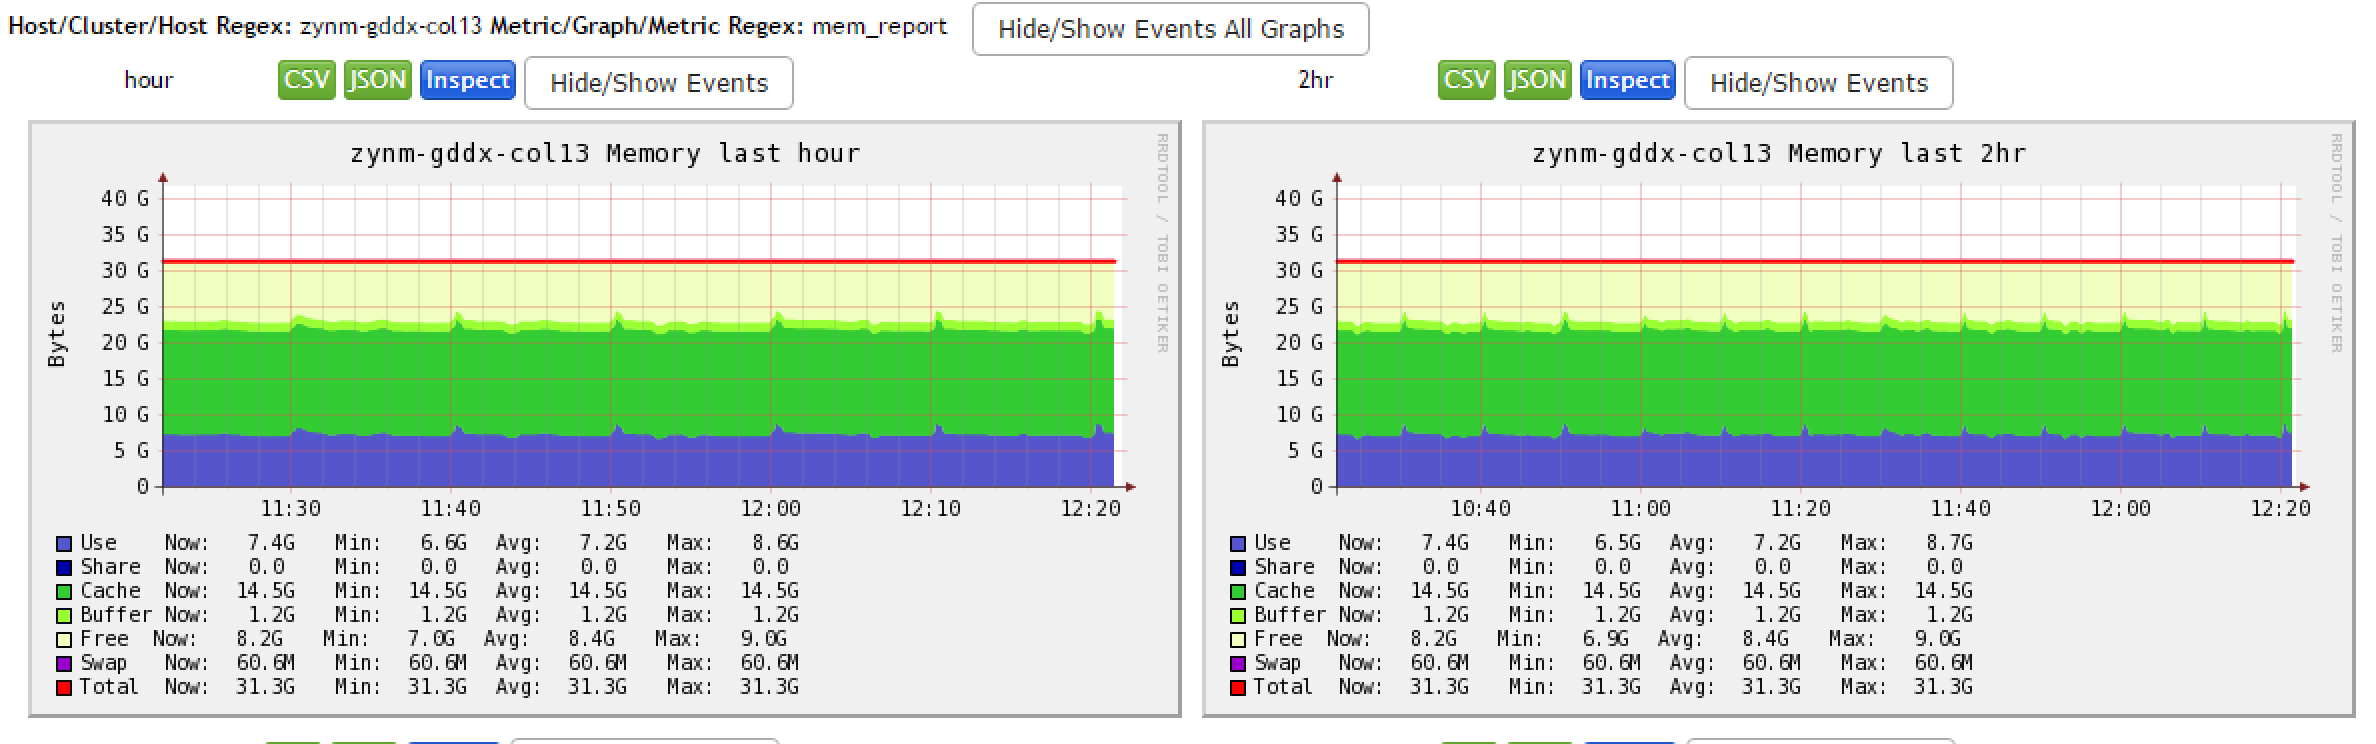 Host/Cluster/Host Regex: zynm-gddx-col13 Metric/Graph/Metric Regex: mem_report Hide/Show Events All Graphs
hour CSV JSON Inspect Hide/Show Events
zynm-gddx-col13 Memory last hour
RRDTOOL / TOBI OETIKER
Bytes
40 G
35 G
30 G
25 G
20 G
15 G
10 G
5 G
0
11:30 11:40 11:50 12:00 12:10 12:20
Use Now: 7.4G Min: 6.6G Avg: 7.2G Max: 8.6G
Share Now: 0.0 Min: 0.0 Avg: 0.0 Max: 0.0
Cache Now: 14.5G Min: 14.5G Avg: 14.5G Max: 14.5G
Buffer Now: 1.2G Min: 1.2G Avg: 1.2G Max: 1.2G
Free Now: 8.2G Min: 7.0G Avg: 8.4G Max: 9.0G
Swap Now: 60.6M Min: 60.6M Avg: 60.6M Max: 60.6M
Total Now: 31.3G Min: 31.3G Avg: 31.3G Max: 31.3G
2hr CSV JSON Inspect Hide/Show Events
zynm-gddx-col13 Memory last 2hr
RRDTOOL / TOBI OETIKER
Bytes
40 G
35 G
30 G
25 G
20 G
15 G
10 G
5 G
0
10:40 11:00 11:20 11:40 12:00 12:20
Use Now: 7.4G Min: 6.5G Avg: 7.2G Max: 8.7G
Share Now: 0.0 Min: 0.0 Avg: 0.0 Max: 0.0
Cache Now: 14.5G Min: 14.5G Avg: 14.5G Max: 14.5G
Buffer Now: 1.2G Min: 1.2G Avg: 1.2G Max: 1.2G
Free Now: 8.2G Min: 6.9G Avg: 8.4G Max: 9.0G
Swap Now: 60.6M Min: 60.6M Avg: 60.6M Max: 60.6M
Total Now: 31.3G Min: 31.3G Avg: 31.3G Max: 31.3G